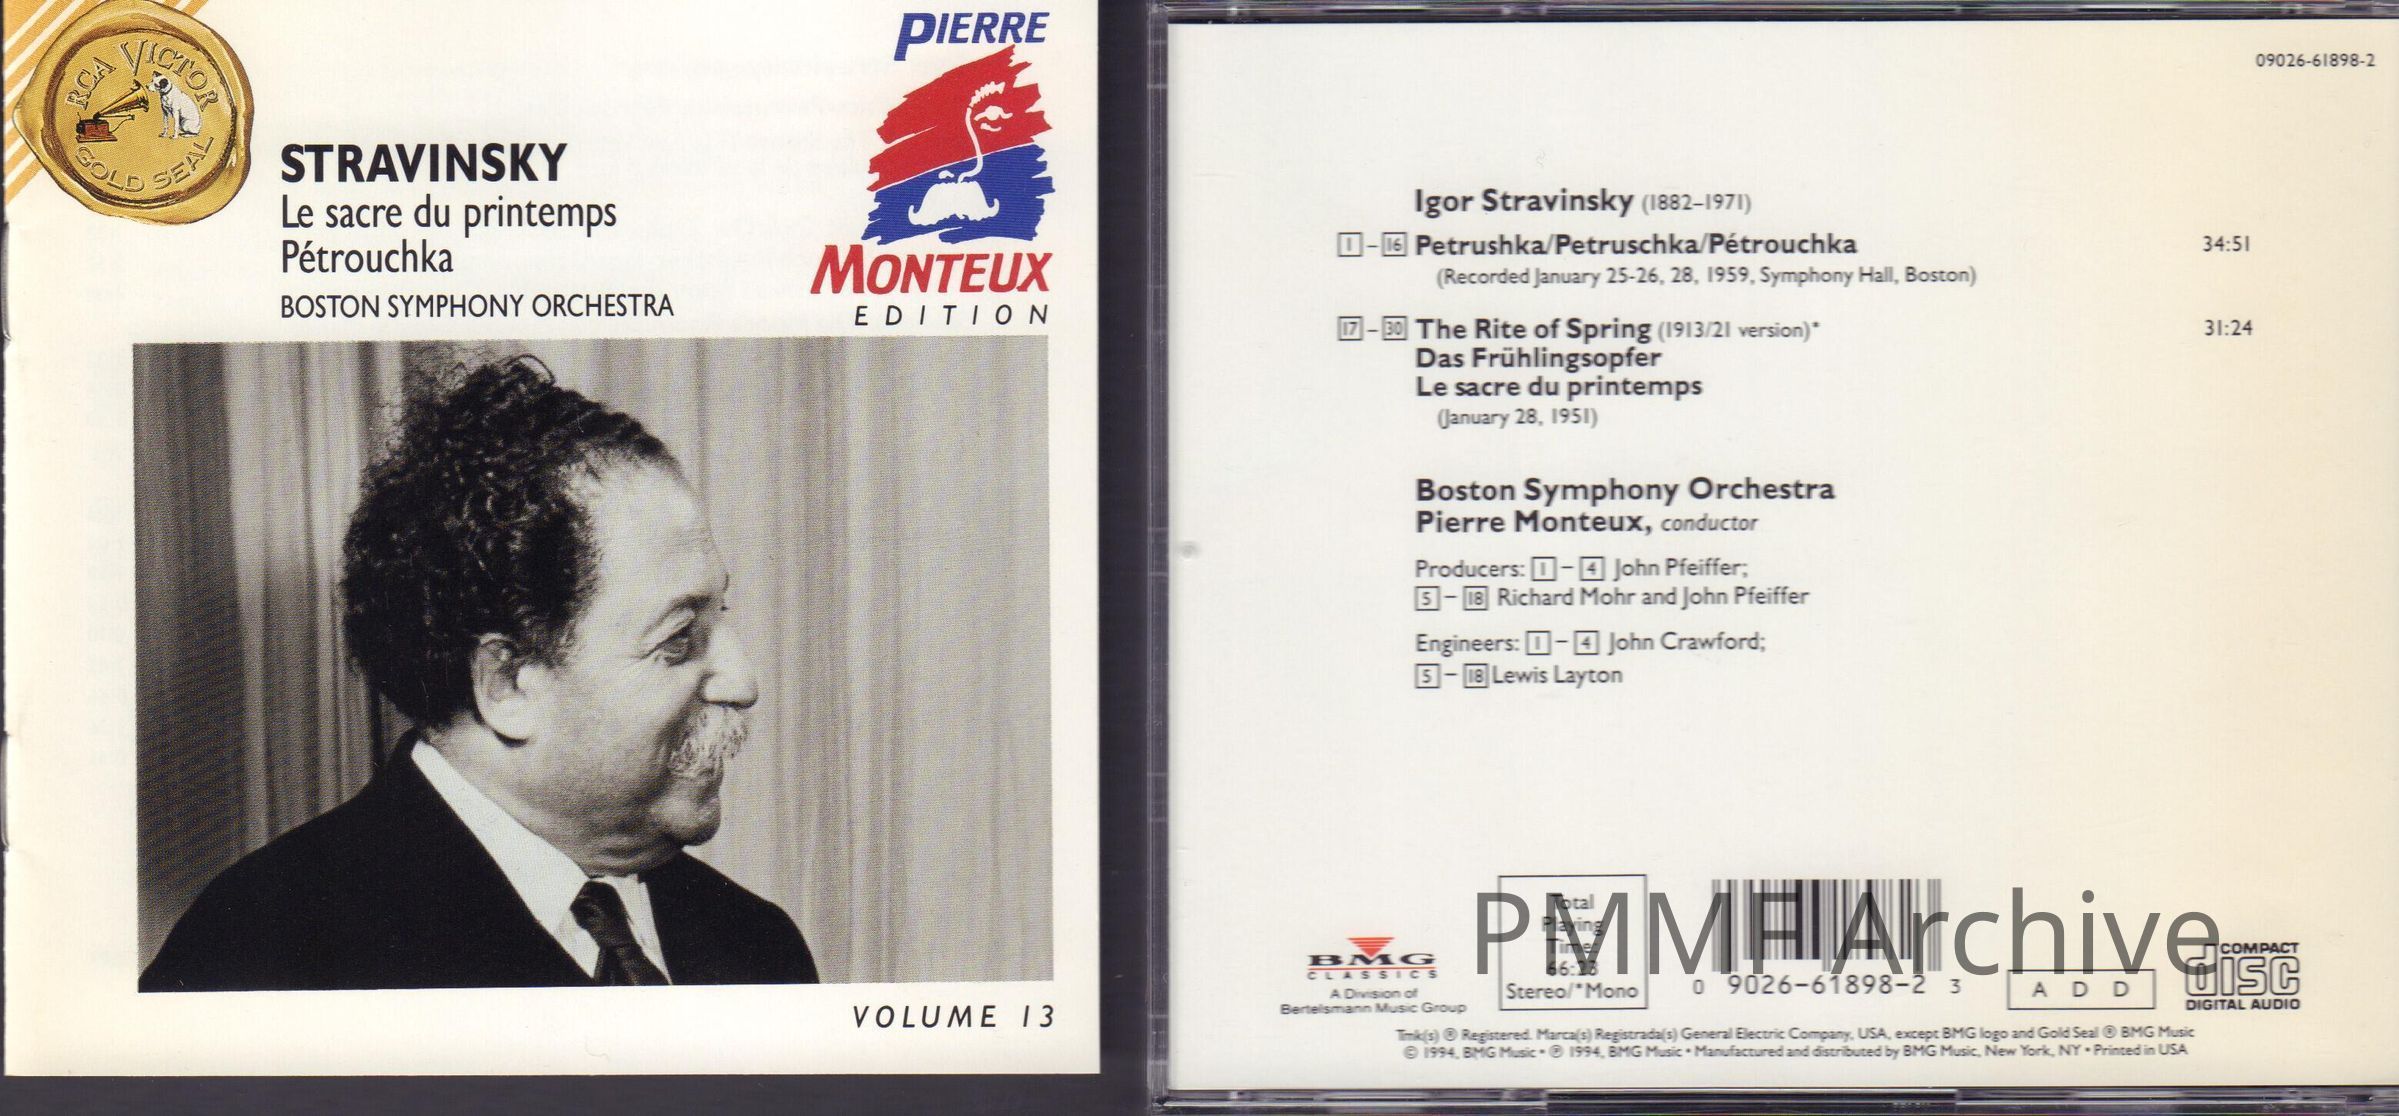 RCA VICTOR
GOLD SEAL
STRAVINSKY
Le sacre du printemps
Pétrouchka
BOSTON SYMPHONY ORCHESTRA
PIERRE
MONTEUX
EDITION
VOLUME 13
09026-61898-2
Igor Stravinsky (1882–1971)
1–16 Petrushka/Petruschka/Pétrouchka 34:51
(Recorded January 25-26, 28, 1959, Symphony Hall, Boston)
17–30 The Rite of Spring (1913/21 version)* 31:24
Das Frühlingsopfer
Le sacre du printemps
(January 28, 1951)
Boston Symphony Orchestra
Pierre Monteux, conductor
Producers: 1–4 John Pfeiffer;
5–18 Richard Mohr and John Pfeiffer
Engineers: 1–4 John Crawford;
5–18 Lewis Layton
BMG
CLASSICS
A Division of
Bertelsmann Music Group
Total
Playing
Time:
66:23
Stereo/*Mono
0 9026-61898-2 3
PMMF Archive
A D D
COMPACT
disc
DIGITAL AUDIO
Tmk(s) ® Registered. Marca(s) Registrada(s) General Electric Company, USA, except BMG logo and Gold Seal ® BMG Music
© 1994, BMG Music • ℗ 1994, BMG Music • Manufactured and distributed by BMG Music, New York, NY • Printed in USA